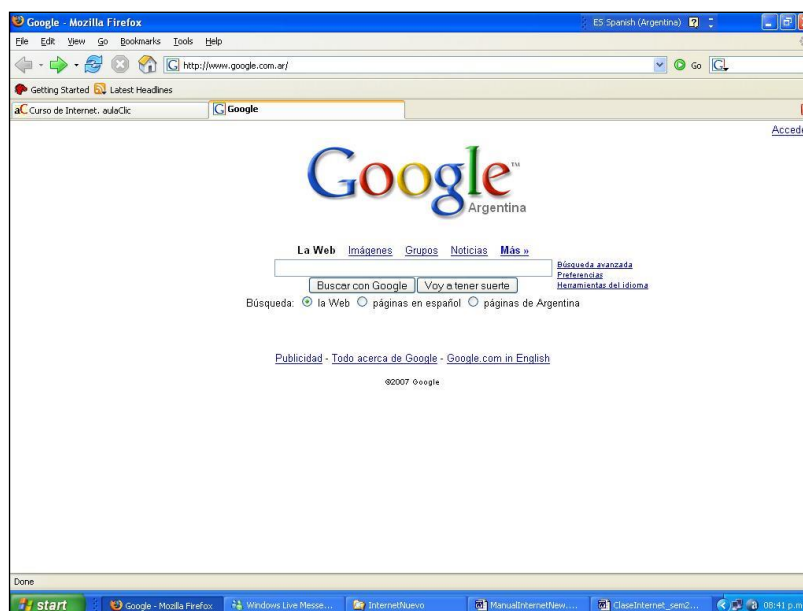 Google - Mozilla Firefox ES Spanish (Argentina)
File Edit View Go Bookmarks Tools Help
http://www.google.com.ar/ Go
Getting Started Latest Headlines
aC Curso de Internet. aulaClic Google
Google™
Argentina
La Web Imágenes Grupos Noticias Más »
Búsqueda avanzada
Preferencias
Herramientas del idioma
Buscar con Google Voy a tener suerte
Búsqueda: la Web páginas en español páginas de Argentina
Publicidad - Todo acerca de Google - Google.com in English
©2007 Google
Done
start Google - Mozilla Firefox Windows Live Messe... InternetNuevo ManualInternetNew.... ClaseInternet_sem2... 08:41 p.m